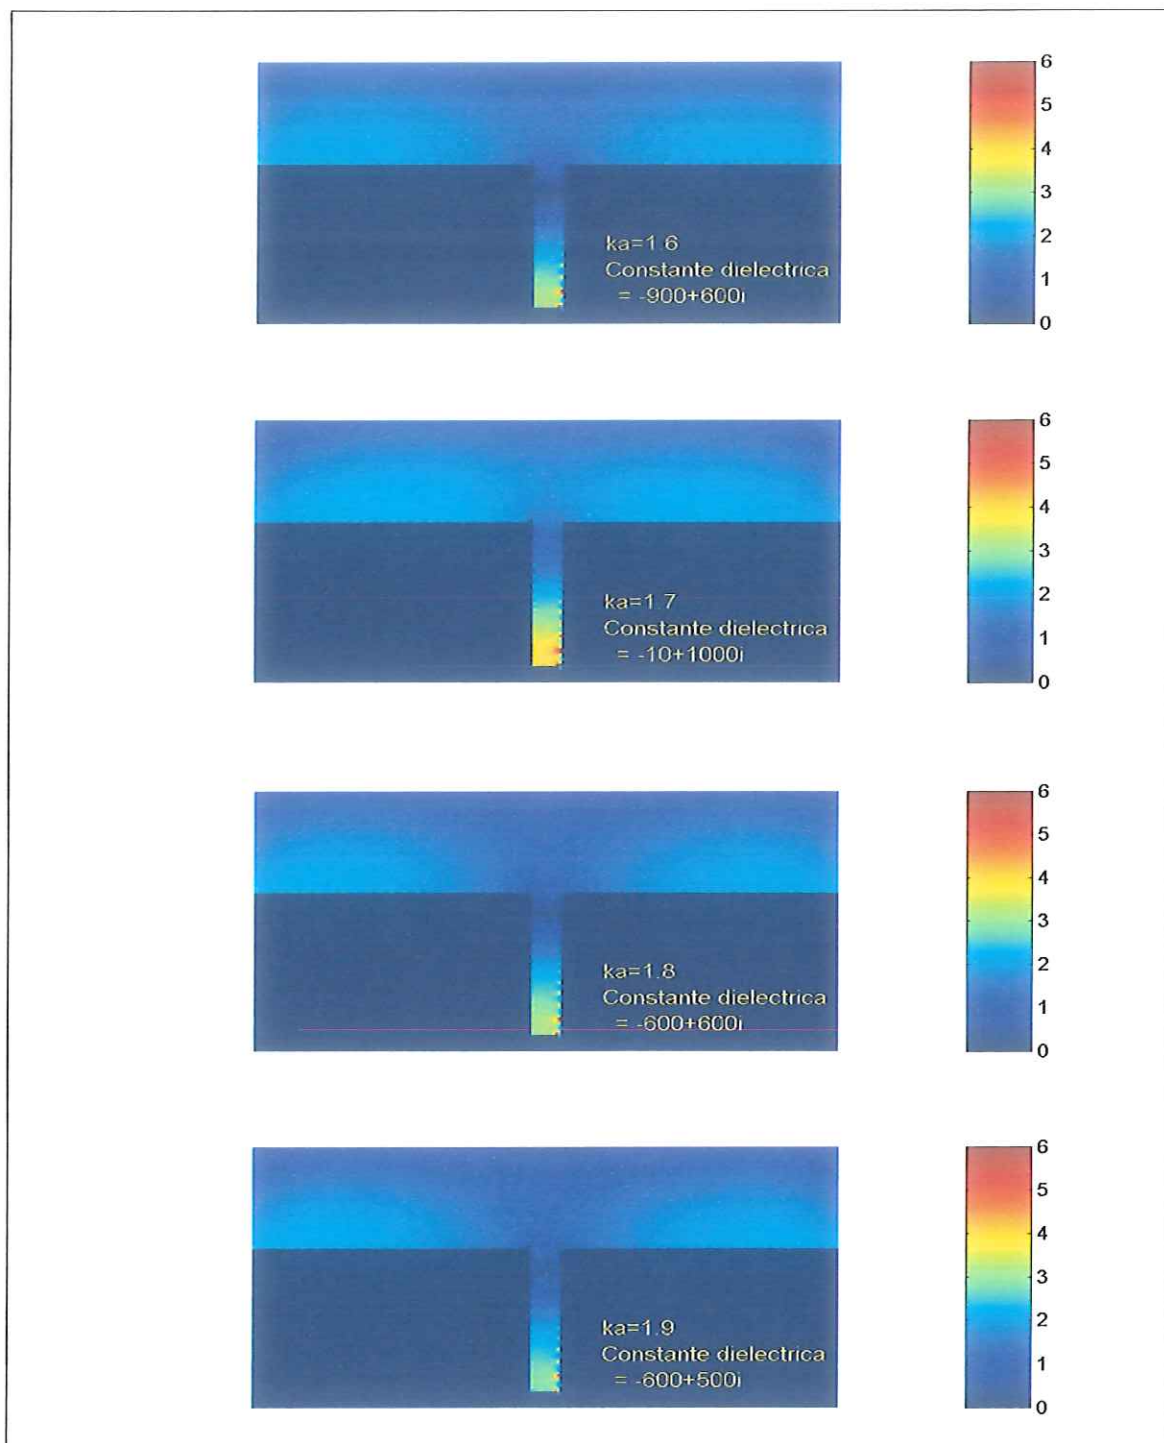 6
5
4
3
2
1
0
ka=1.6
Constante dielectrica
= -900+600i
6
5
4
3
2
1
0
ka=1.7
Constante dielectrica
= -10+1000i
6
5
4
3
2
1
0
ka=1.8
Constante dielectrica
= -600+600i
6
5
4
3
2
1
0
ka=1.9
Constante dielectrica
= -600+500i